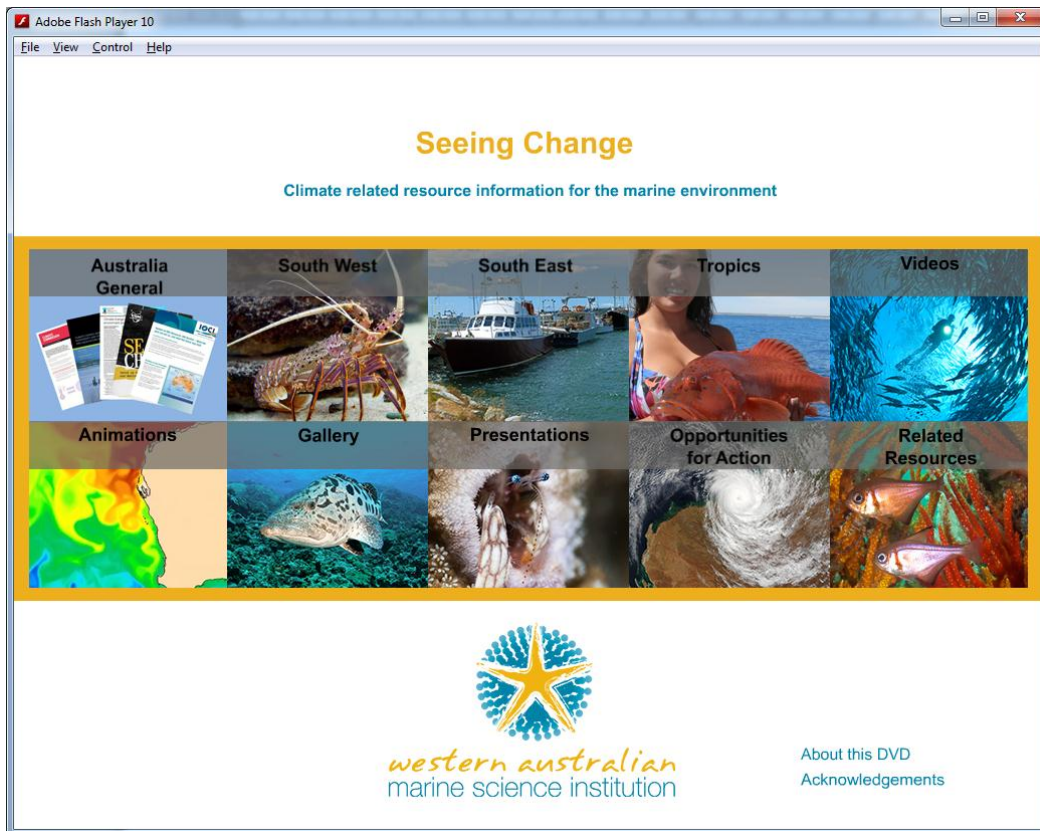 Adobe Flash Player 10
File View Control Help
Seeing Change
Climate related resource information for the marine environment
Australia
General
South West
South East
Tropics
Videos
IOCI
Animations
Gallery
Presentations
Opportunities
for Action
Related
Resources
western australian
marine science institution
About this DVD
Acknowledgements